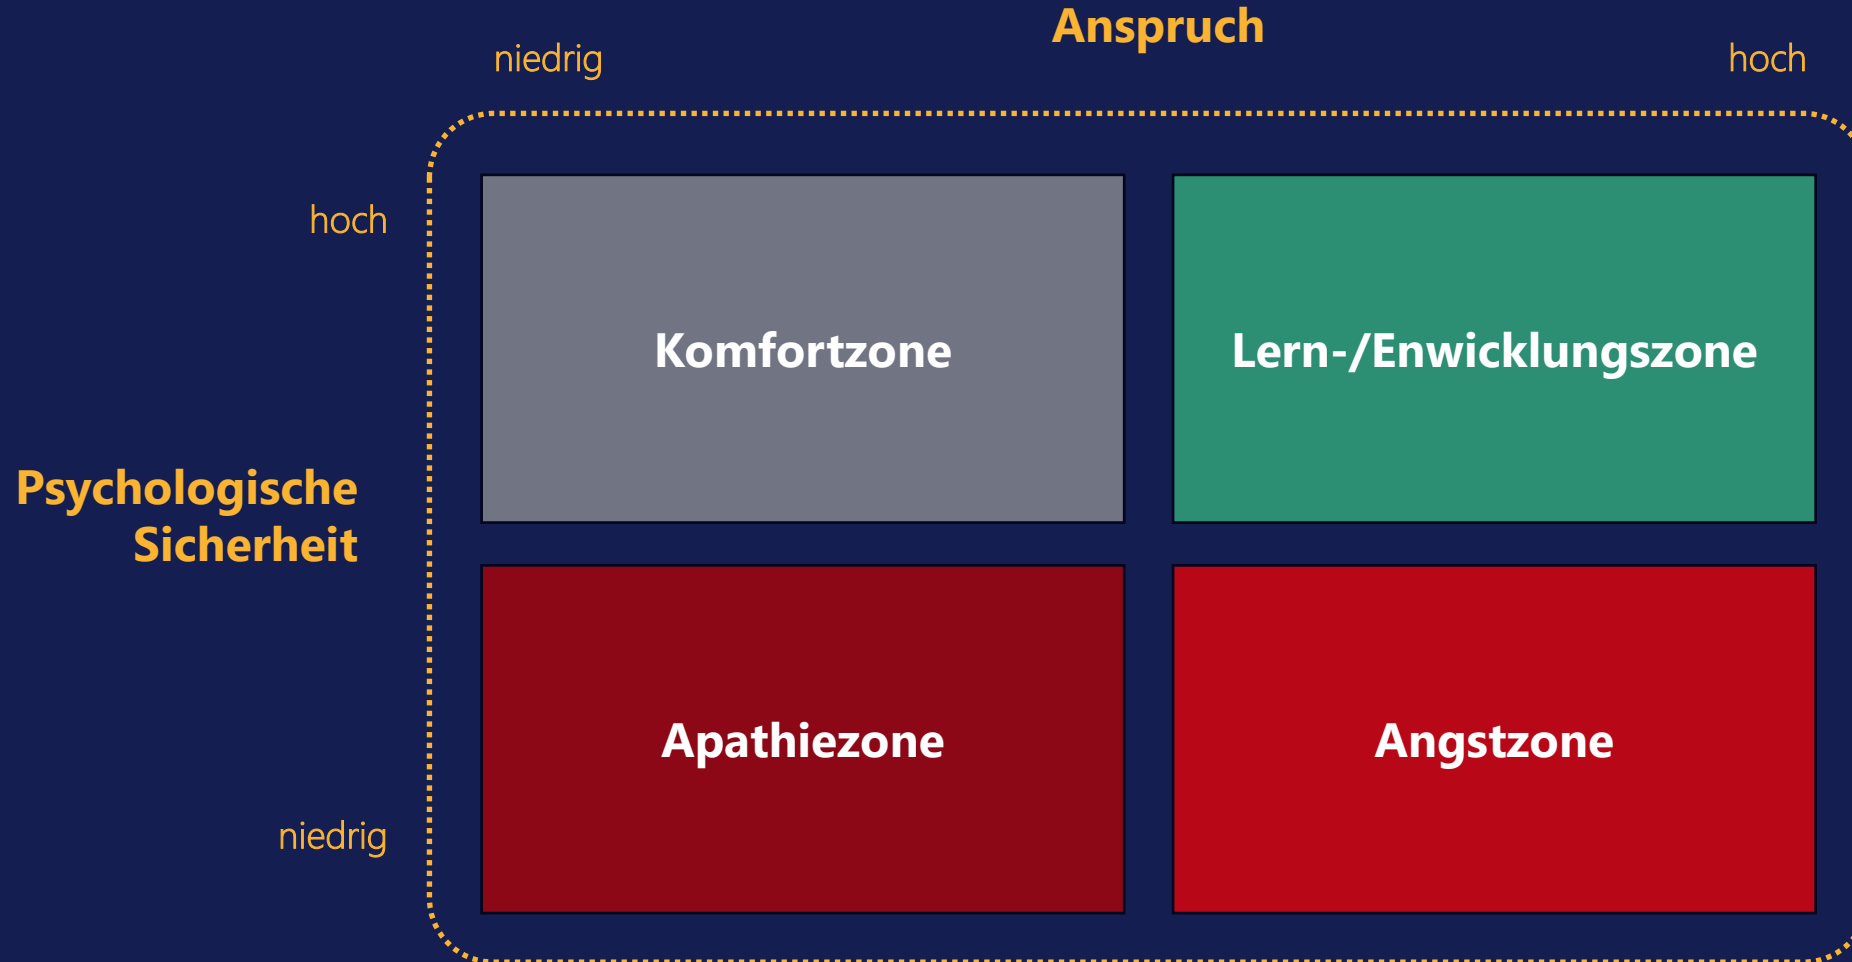 Anspruch
niedrig
hoch
hoch
Komfortzone
Lern-/Enwicklungszone
Psychologische
Sicherheit
Apathiezone
Angstzone
niedrig